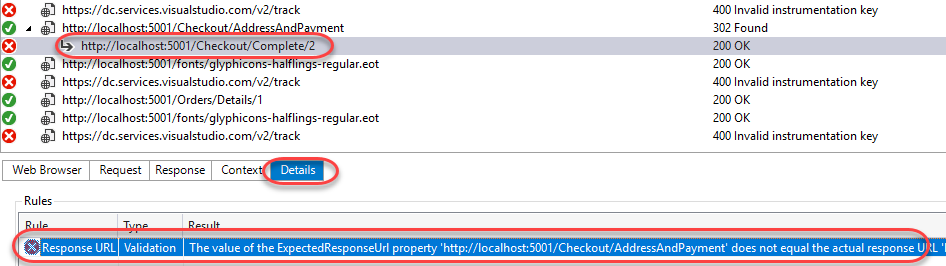 https://dc.services.visualstudio.com/v2/track 400 Invalid instrumentation key
http://localhost:5001/Checkout/AddressAndPayment 302 Found
http://localhost:5001/Checkout/Complete/2 200 OK
http://localhost:5001/fonts/glyphicons-halflings-regular.eot 200 OK
https://dc.services.visualstudio.com/v2/track 400 Invalid instrumentation key
http://localhost:5001/Orders/Details/1 200 OK
http://localhost:5001/fonts/glyphicons-halflings-regular.eot 200 OK
https://dc.services.visualstudio.com/v2/track 400 Invalid instrumentation key
Web Browser Request Response Context Details
Rules
Rule Type Result
Response URL Validation The value of the ExpectedResponseUrl property 'http://localhost:5001/Checkout/AddressAndPayment' does not equal the actual response URL